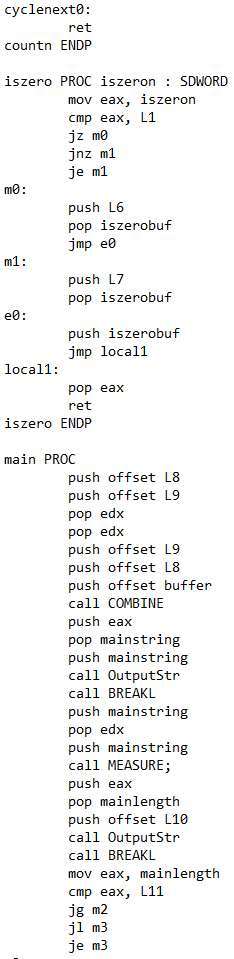 cyclenext0:
ret
countn ENDP
iszero PROC iszeron : SDWORD
mov eax, iszeron
cmp eax, L1
jz m0
jnz m1
je m1
m0:
push L6
pop iszerobuf
jmp e0
m1:
push L7
pop iszerobuf
e0:
push iszerobuf
jmp local1
local1:
pop eax
ret
iszero ENDP
main PROC
push offset L8
push offset L9
pop edx
pop edx
push offset L9
push offset L8
push offset buffer
call COMBINE
push eax
pop mainstring
push mainstring
call OutputStr
call BREAKL
push mainstring
pop edx
push mainstring
call MEASURE;
push eax
pop mainlength
push offset L10
call OutputStr
call BREAKL
mov eax, mainlength
cmp eax, L11
jg m2
jl m3
je m3